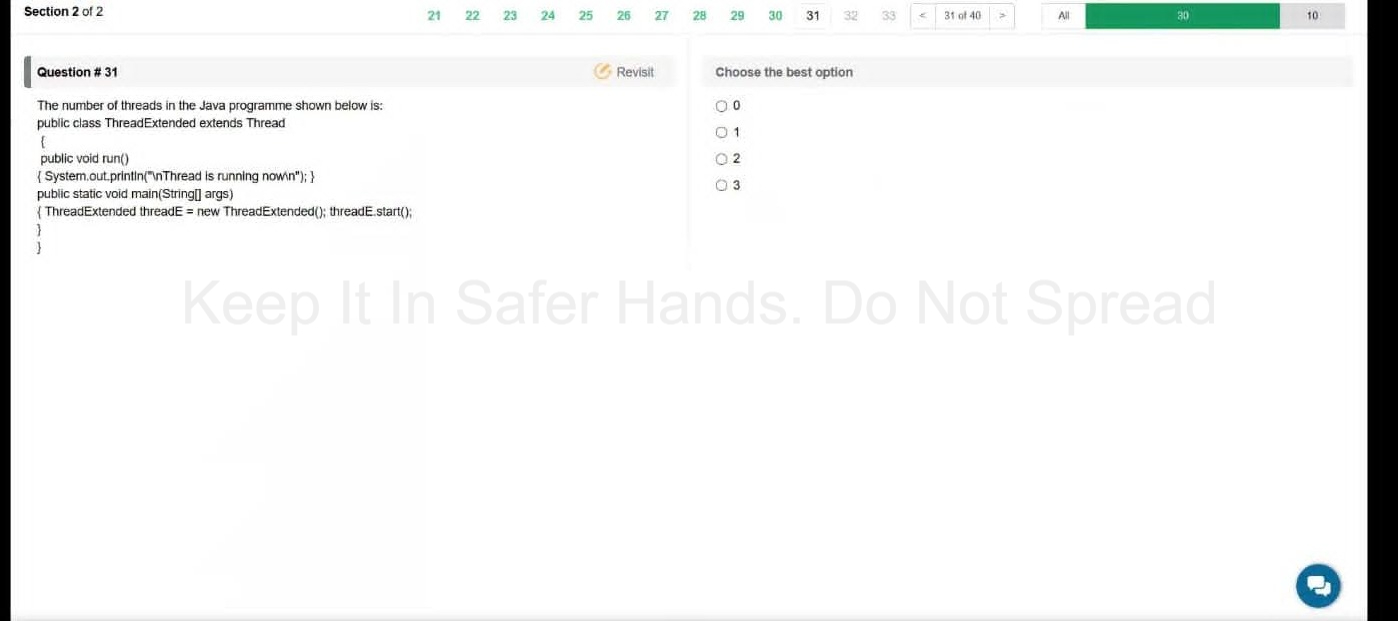 Section 2 of 2
21 22 23 24 25 26 27 28 29 30 31 32 33 < 31 of 40 > All 30 10
Question # 31
Revisit
The number of threads in the Java programme shown below is:
public class ThreadExtended extends Thread
{
public void run()
{ System.out.println("\nThread is running now\n"); }
public static void main(String[] args)
{ ThreadExtended threadE = new ThreadExtended(); threadE.start();
}
}
Choose the best option
0
1
2
3
Keep It In Safer Hands. Do Not Spread